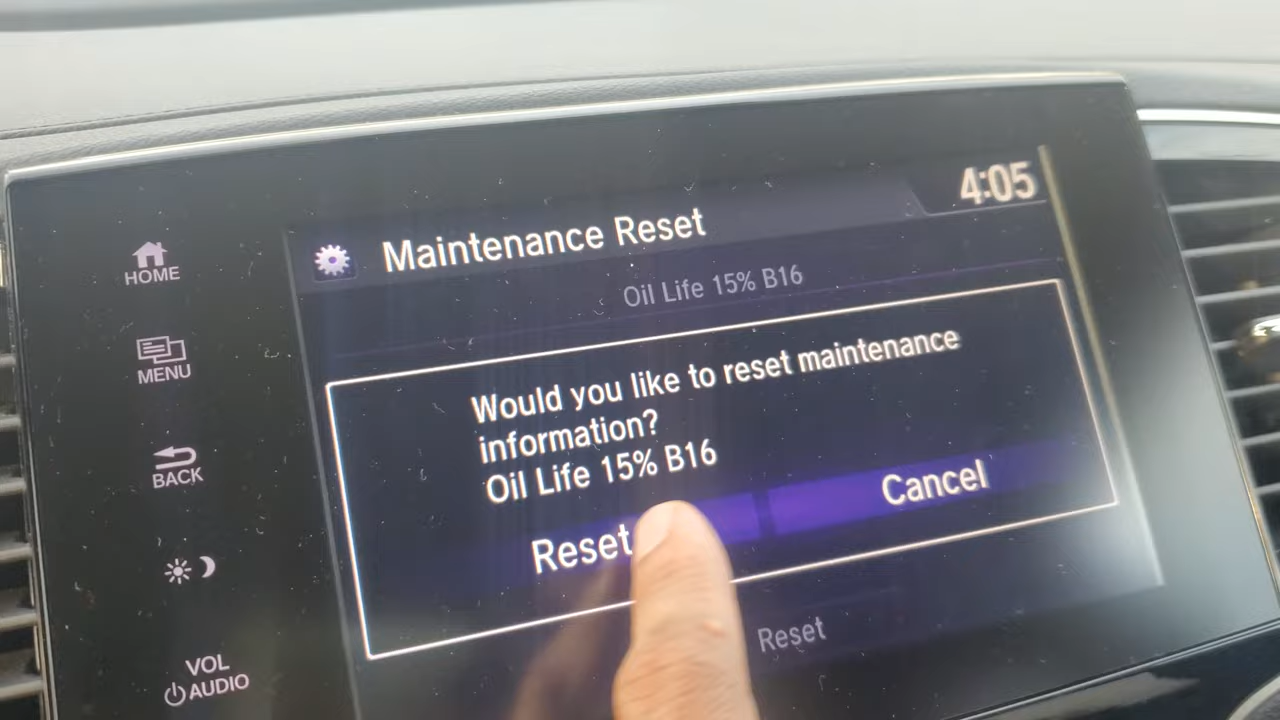 4:05
Maintenance Reset
HOME
Oil Life 15% B16
MENU
Would you like to reset maintenance
information?
Oil Life 15% B16
BACK
Reset
Cancel
Reset
VOL
AUDIO